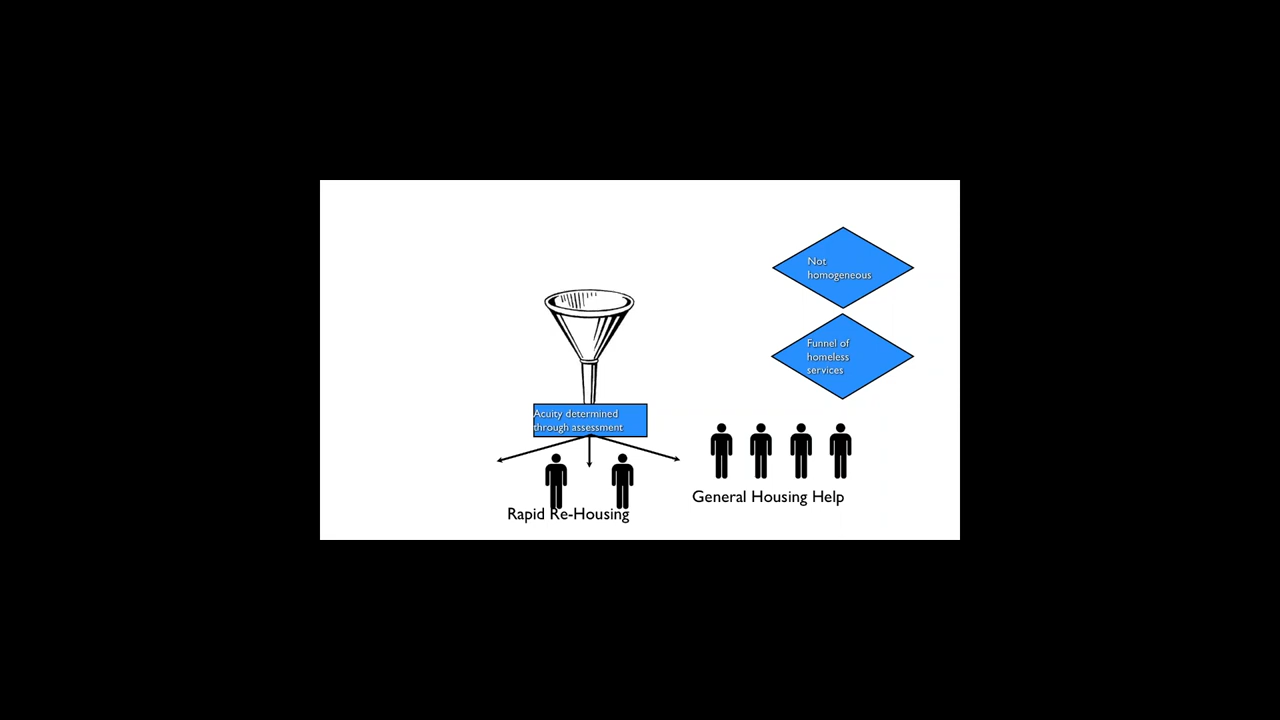 Not
homogeneous
Funnel of
homeless
services
Acuity determined
through assessment
General Housing Help
Rapid Re-Housing